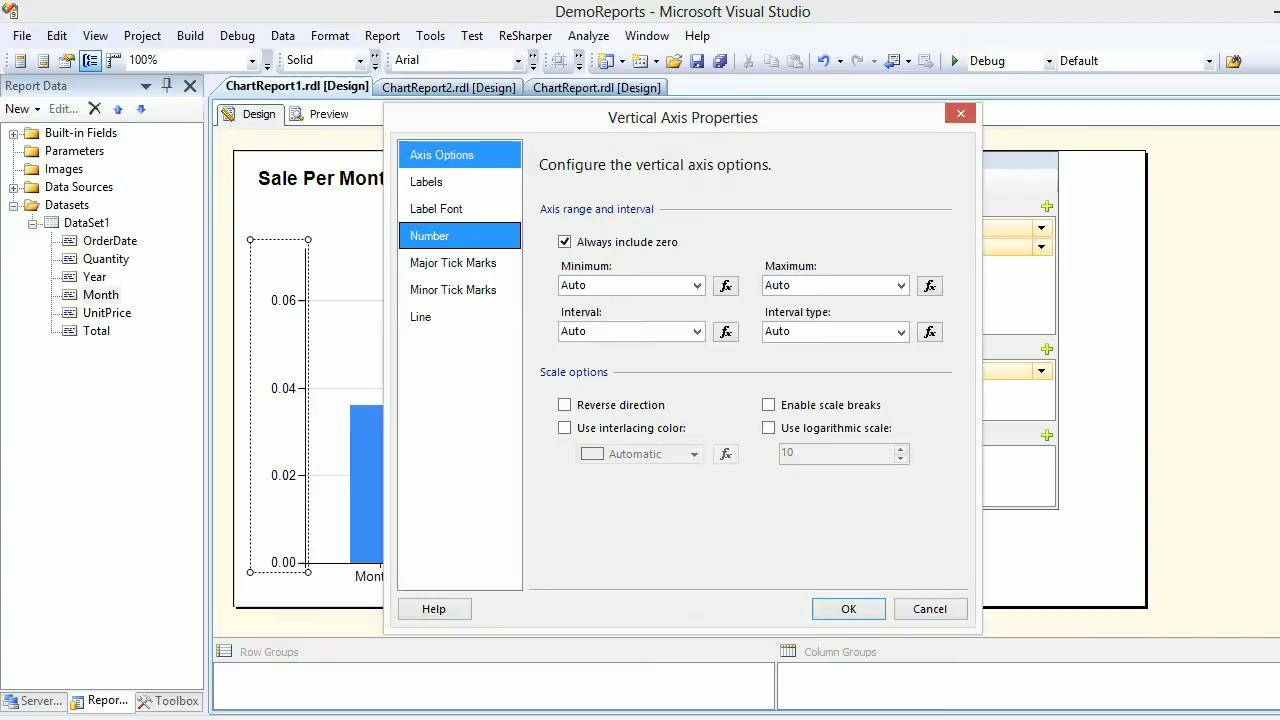 DemoReports - Microsoft Visual Studio
File Edit View Project Build Debug Data Format Report Tools Test ReSharper Analyze Window Help
100% Solid Arial Debug Default
Report Data
ChartReport1.rdl [Design] ChartReport2.rdl [Design] ChartReport.rdl [Design]
New Edit...
Design Preview
Vertical Axis Properties
Built-in Fields
Parameters
Images
Data Sources
Datasets
DataSet1
OrderDate
Quantity
Year
Month
UnitPrice
Total
Server... Repor... Toolbox
Sale Per Mont
0.06
0.04
0.02
0.00
Mont
Axis Options
Labels
Label Font
Number
Major Tick Marks
Minor Tick Marks
Line
Configure the vertical axis options.
Axis range and interval
Always include zero
Minimum: Maximum:
Auto fx Auto fx
Interval: Interval type:
Auto fx Auto fx
Scale options
Reverse direction Enable scale breaks
Use interlacing color: Use logarithmic scale:
Automatic fx 10
Help OK Cancel
Row Groups Column Groups